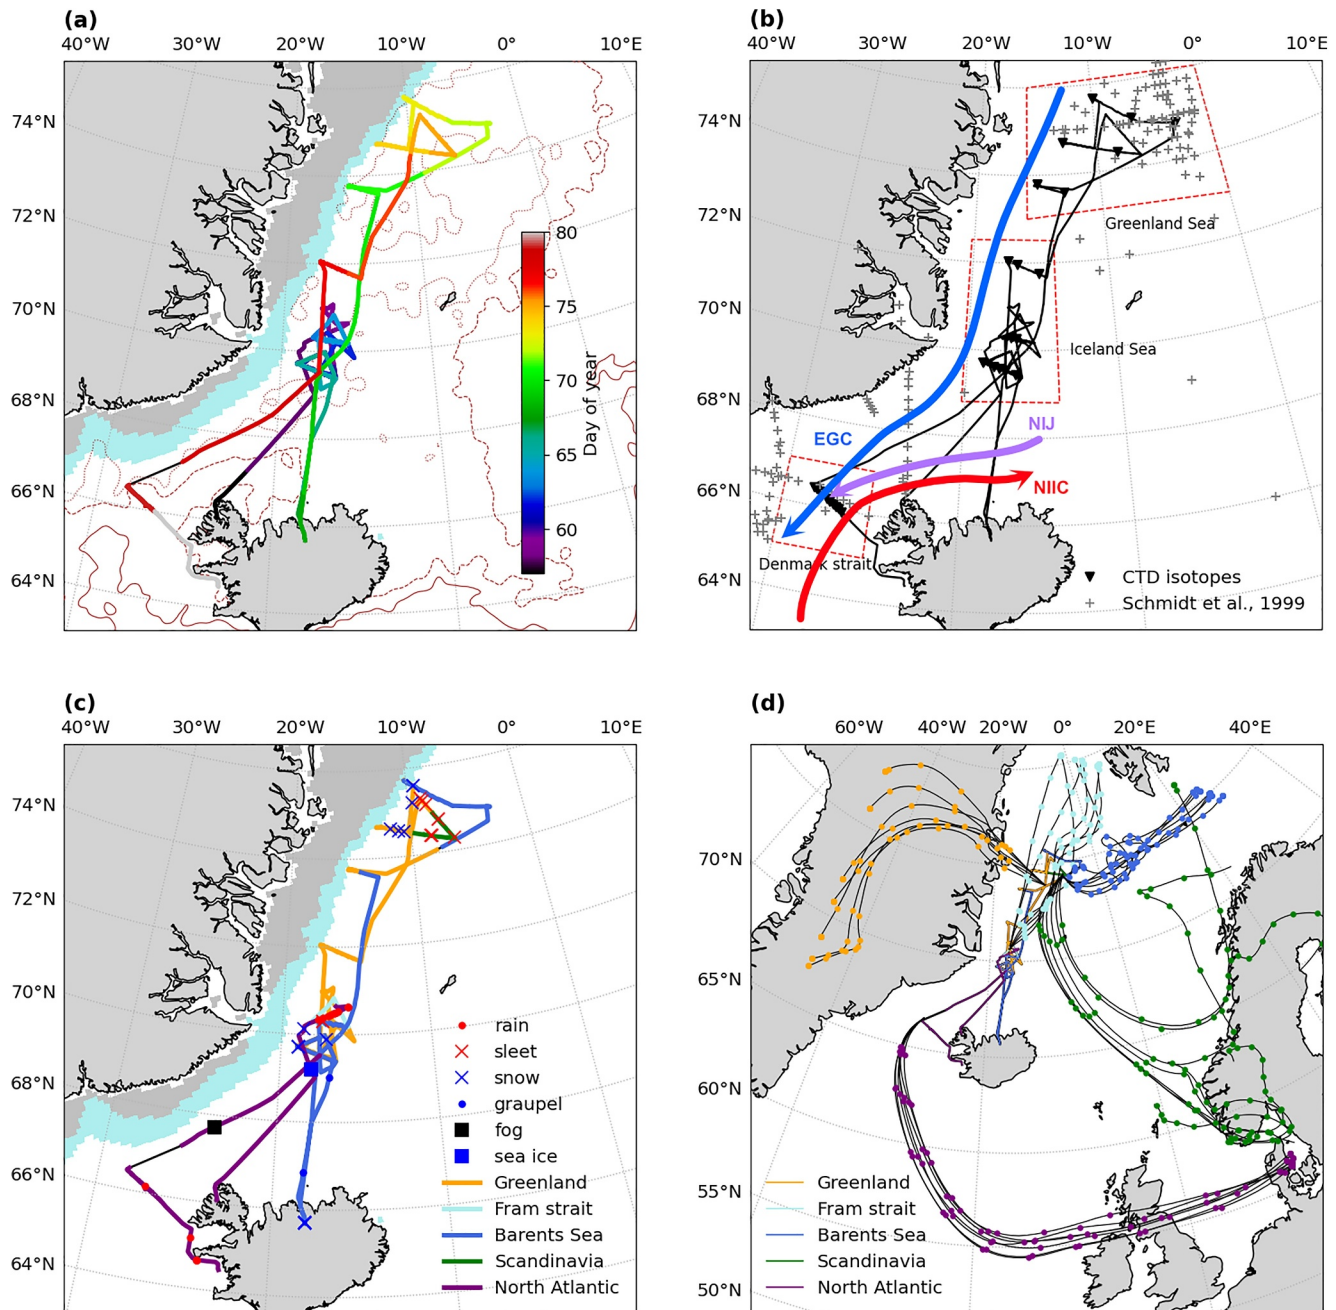 (a)
40°W 30°W 20°W 10°W 0° 10°E
74°N
72°N
70°N
68°N
66°N
64°N
80
75
70
65
60
Day of year
(b)
40°W 30°W 20°W 10°W 0° 10°E
74°N
72°N
70°N
68°N
66°N
64°N
Greenland Sea
Iceland Sea
EGC
NIJ
NIIC
Denmark strait
CTD isotopes
Schmidt et al., 1999
(c)
40°W 30°W 20°W 10°W 0° 10°E
74°N
72°N
70°N
68°N
66°N
64°N
rain
sleet
snow
graupel
fog
sea ice
Greenland
Fram strait
Barents Sea
Scandinavia
North Atlantic
(d)
60°W 40°W 20°W 0° 20°E 40°E
70°N
65°N
60°N
55°N
50°N
Greenland
Fram strait
Barents Sea
Scandinavia
North Atlantic